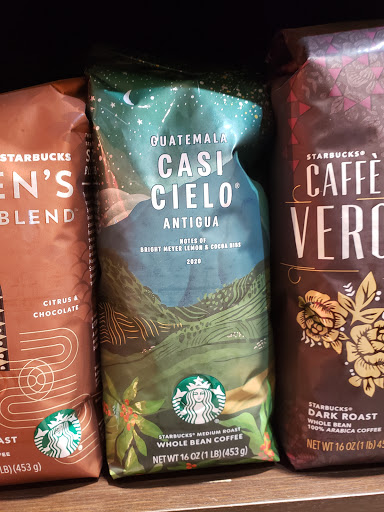 STARBUCKS
EN'S
BLEND®
CITRUS &
CHOCOLATE
AST
FFEE
LB) (453 g)
GUATEMALA
CASI
CIELO®
ANTIGUA
NOTES OF
BRIGHT MEYER LEMON & COCOA NIBS
2020
STARBUCKS® MEDIUM ROAST
WHOLE BEAN COFFEE
NET WT 16 OZ (1 LB) (453 g)
STARBUCKS®
CAFFÈ
VERO
STARBUCKS®
DARK ROAST
WHOLE BEAN
100% ARABICA COFFEE
NET WT 16 OZ (1 lb) 45